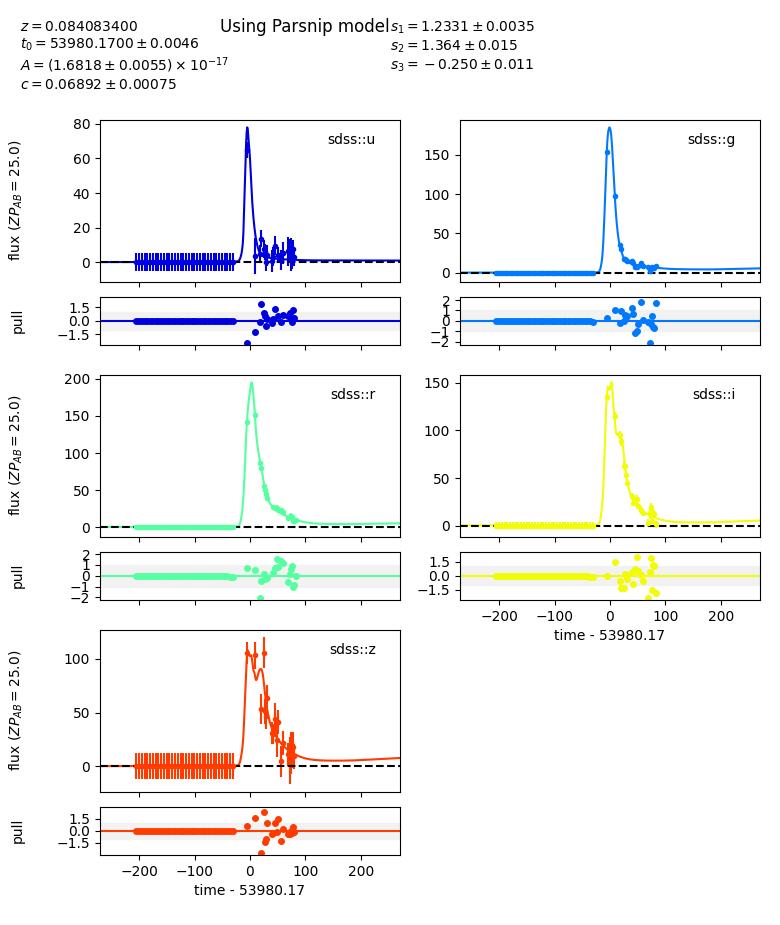 Using Parsnip model
z = 0.084083400
t₀ = 53980.1700 ± 0.0046
A = (1.6818 ± 0.0055) × 10⁻¹⁷
c = 0.06892 ± 0.00075
s₁ = 1.2331 ± 0.0035
s₂ = 1.364 ± 0.015
s₃ = −0.250 ± 0.011
flux (ZP_AB = 25.0)
80
60
40
20
0
sdss::u
150
100
50
0
sdss::g
pull
1.5
0.0
−1.5
2
1
0
−1
−2
flux (ZP_AB = 25.0)
200
150
100
50
0
sdss::r
150
100
50
0
sdss::i
pull
2
1
0
−1
−2
1.5
0.0
−1.5
−200 −100 0 100 200
time - 53980.17
flux (ZP_AB = 25.0)
100
50
0
sdss::z
pull
1.5
0.0
−1.5
−200 −100 0 100 200
time - 53980.17